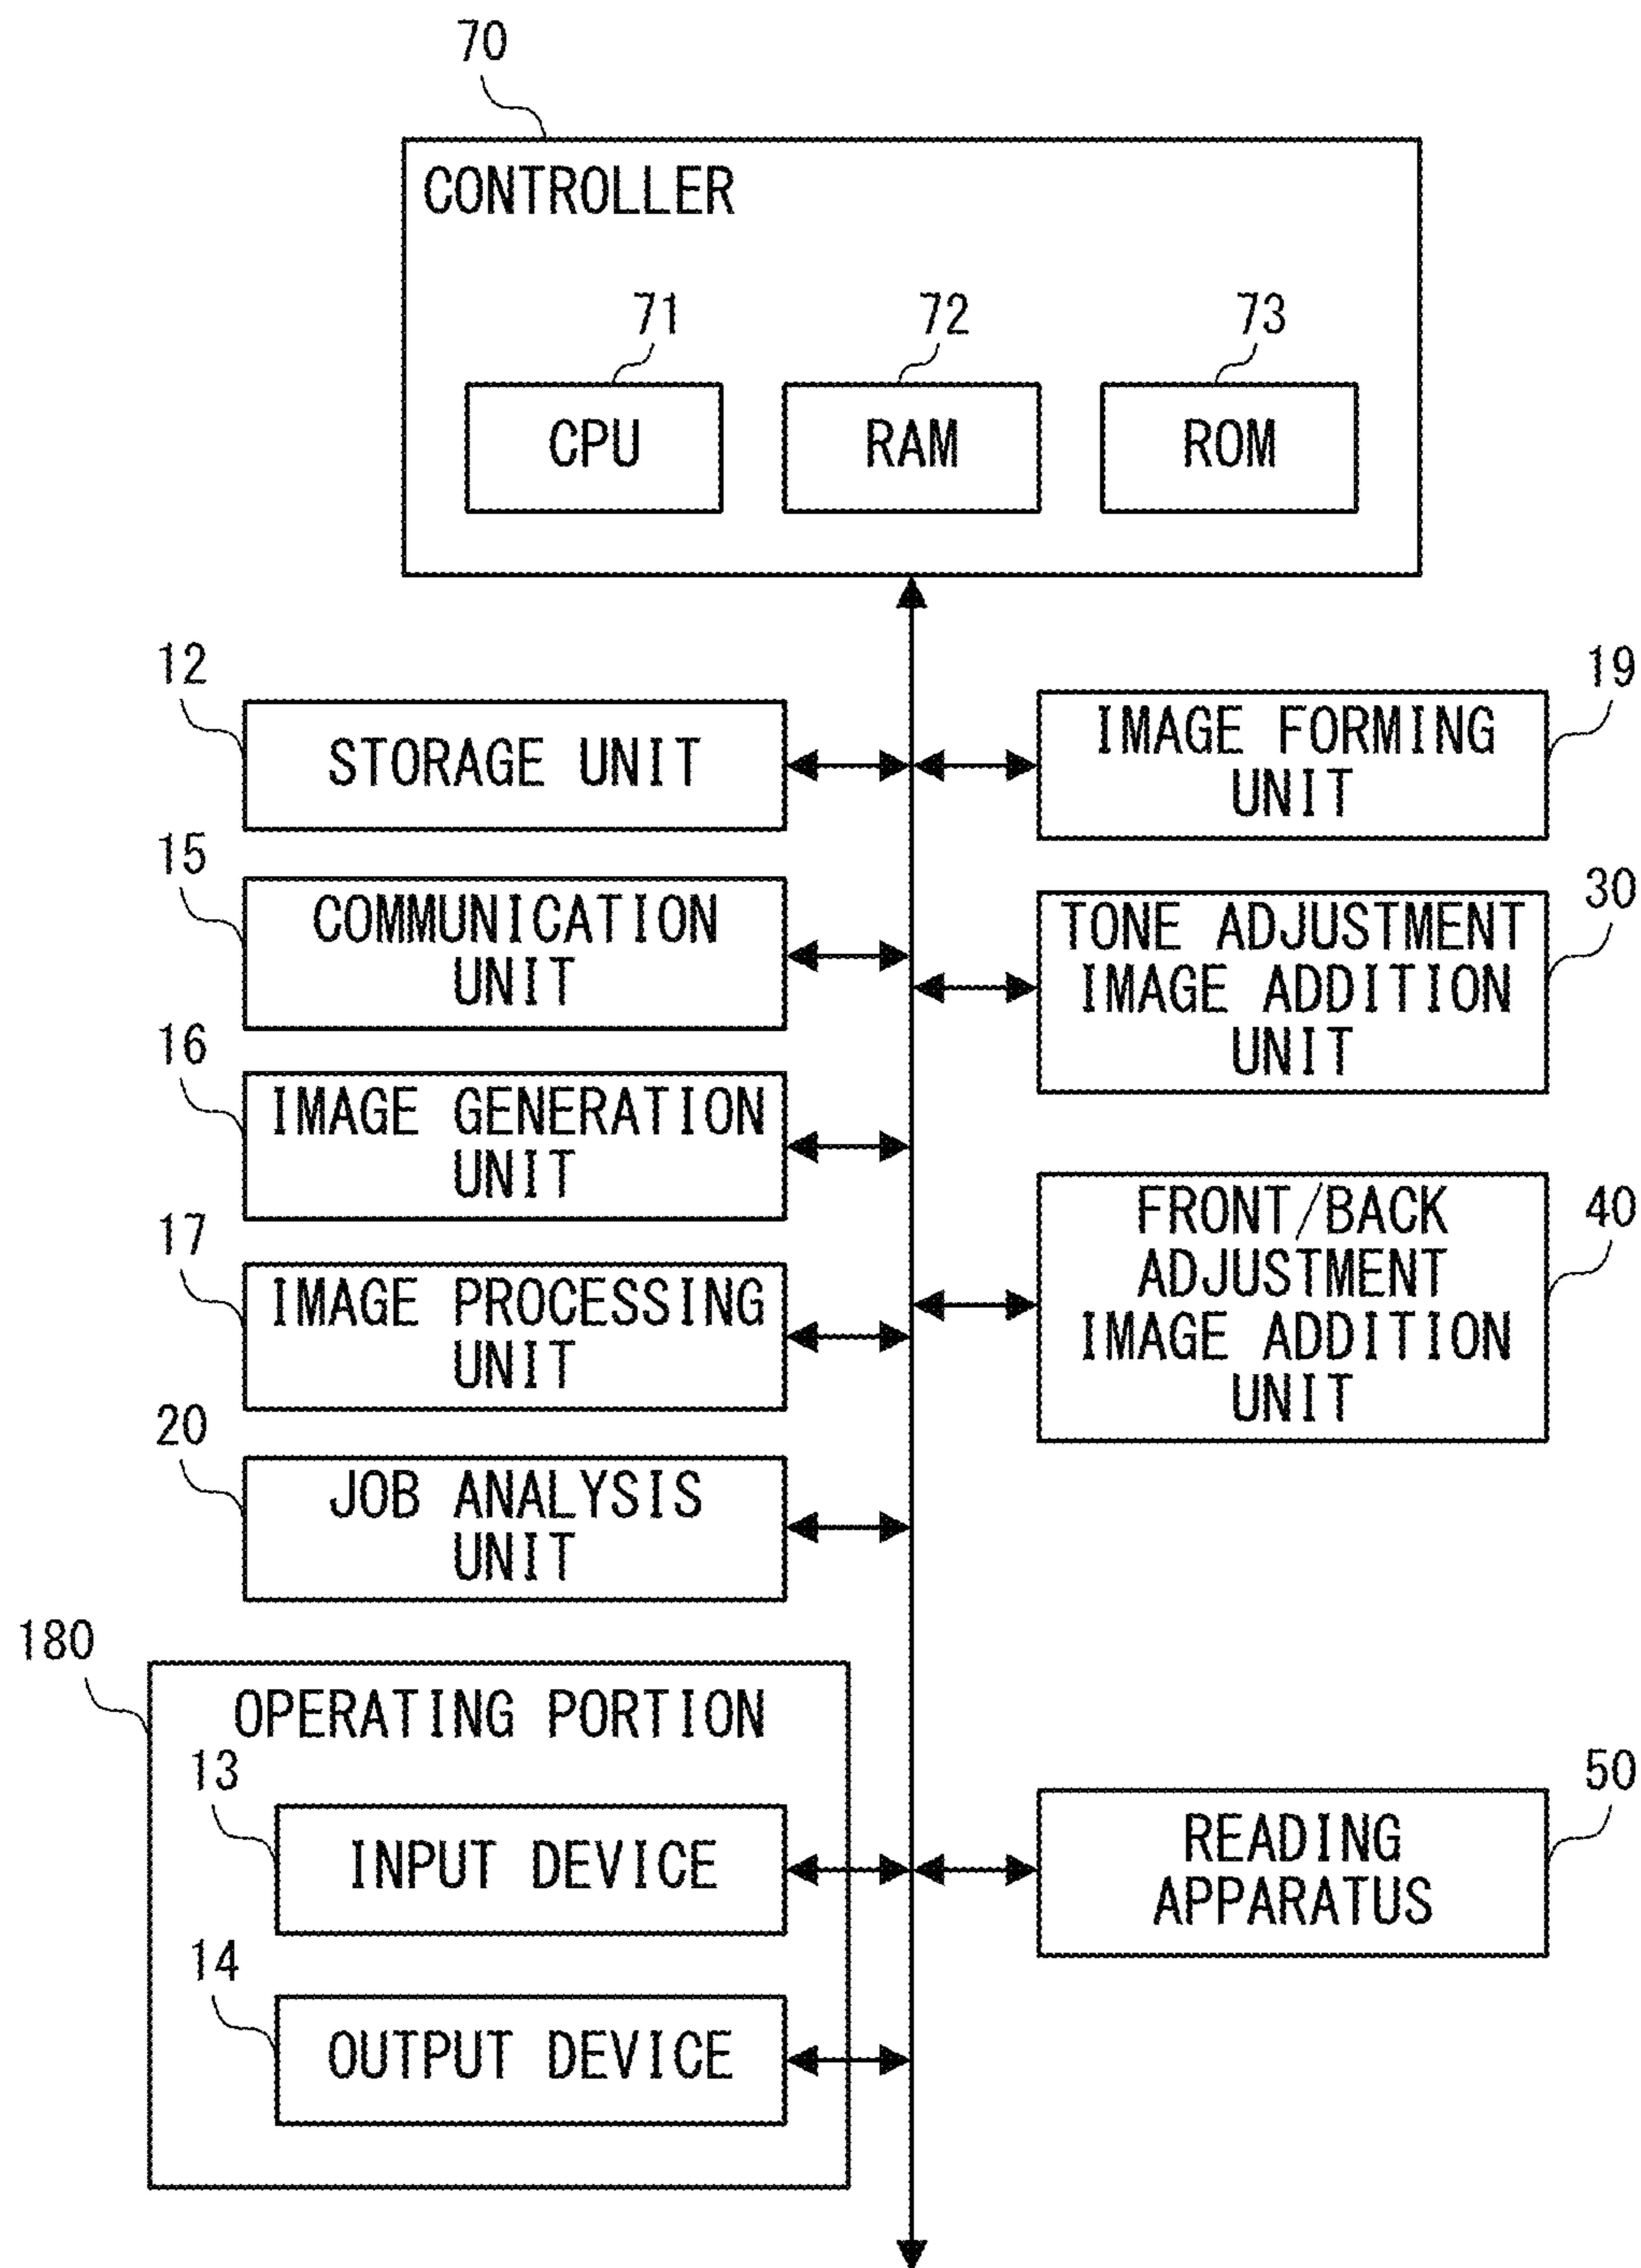 70
CONTROLLER
71
72
73
CPU
RAM
ROM
12
STORAGE UNIT
15
COMMUNICATION
UNIT
16
IMAGE GENERATION
UNIT
17
IMAGE PROCESSING
UNIT
20
JOB ANALYSIS
UNIT
19
IMAGE FORMING
UNIT
30
TONE ADJUSTMENT
IMAGE ADDITION
UNIT
40
FRONT/BACK
ADJUSTMENT
IMAGE ADDITION
UNIT
180
OPERATING PORTION
13
INPUT DEVICE
14
OUTPUT DEVICE
50
READING
APPARATUS